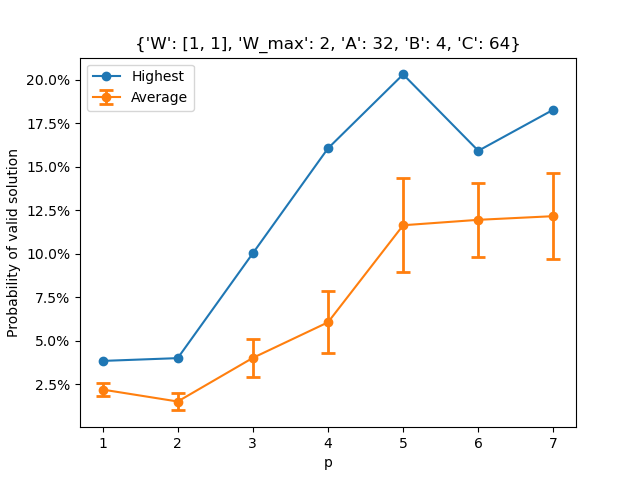 {'W': [1, 1], 'W_max': 2, 'A': 32, 'B': 4, 'C': 64}
Highest
Average
Probability of valid solution
20.0%
17.5%
15.0%
12.5%
10.0%
7.5%
5.0%
2.5%
1 2 3 4 5 6 7
p